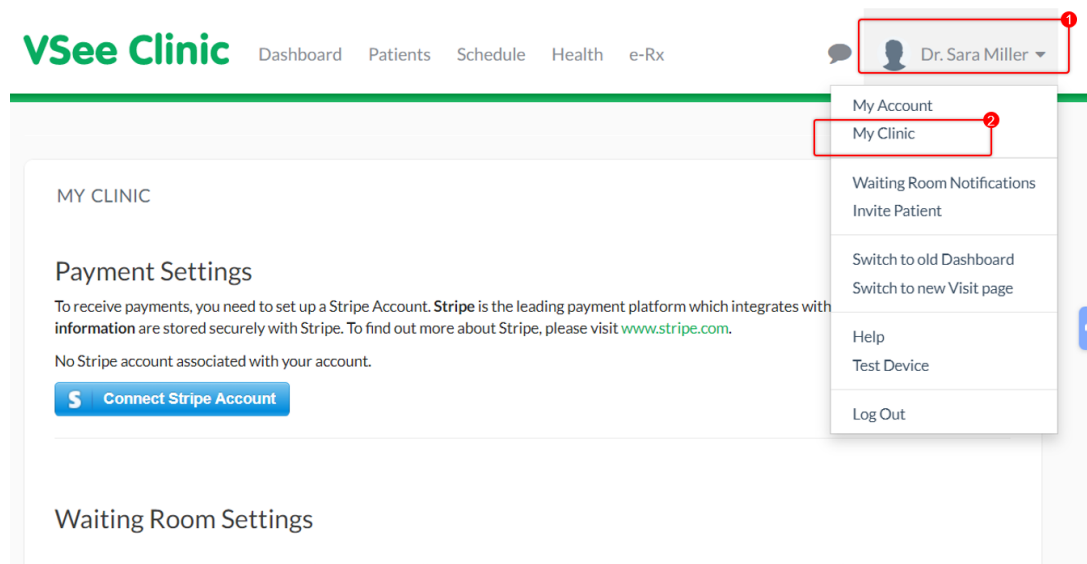 VSee Clinic Dashboard Patients Schedule Health e-Rx Dr. Sara Miller
1
My Account
2
My Clinic
Waiting Room Notifications
Invite Patient
Switch to old Dashboard
Switch to new Visit page
Help
Test Device
Log Out
MY CLINIC
Payment Settings
To receive payments, you need to set up a Stripe Account. Stripe is the leading payment platform which integrates with
information are stored securely with Stripe. To find out more about Stripe, please visit www.stripe.com.
No Stripe account associated with your account.
S Connect Stripe Account
Waiting Room Settings